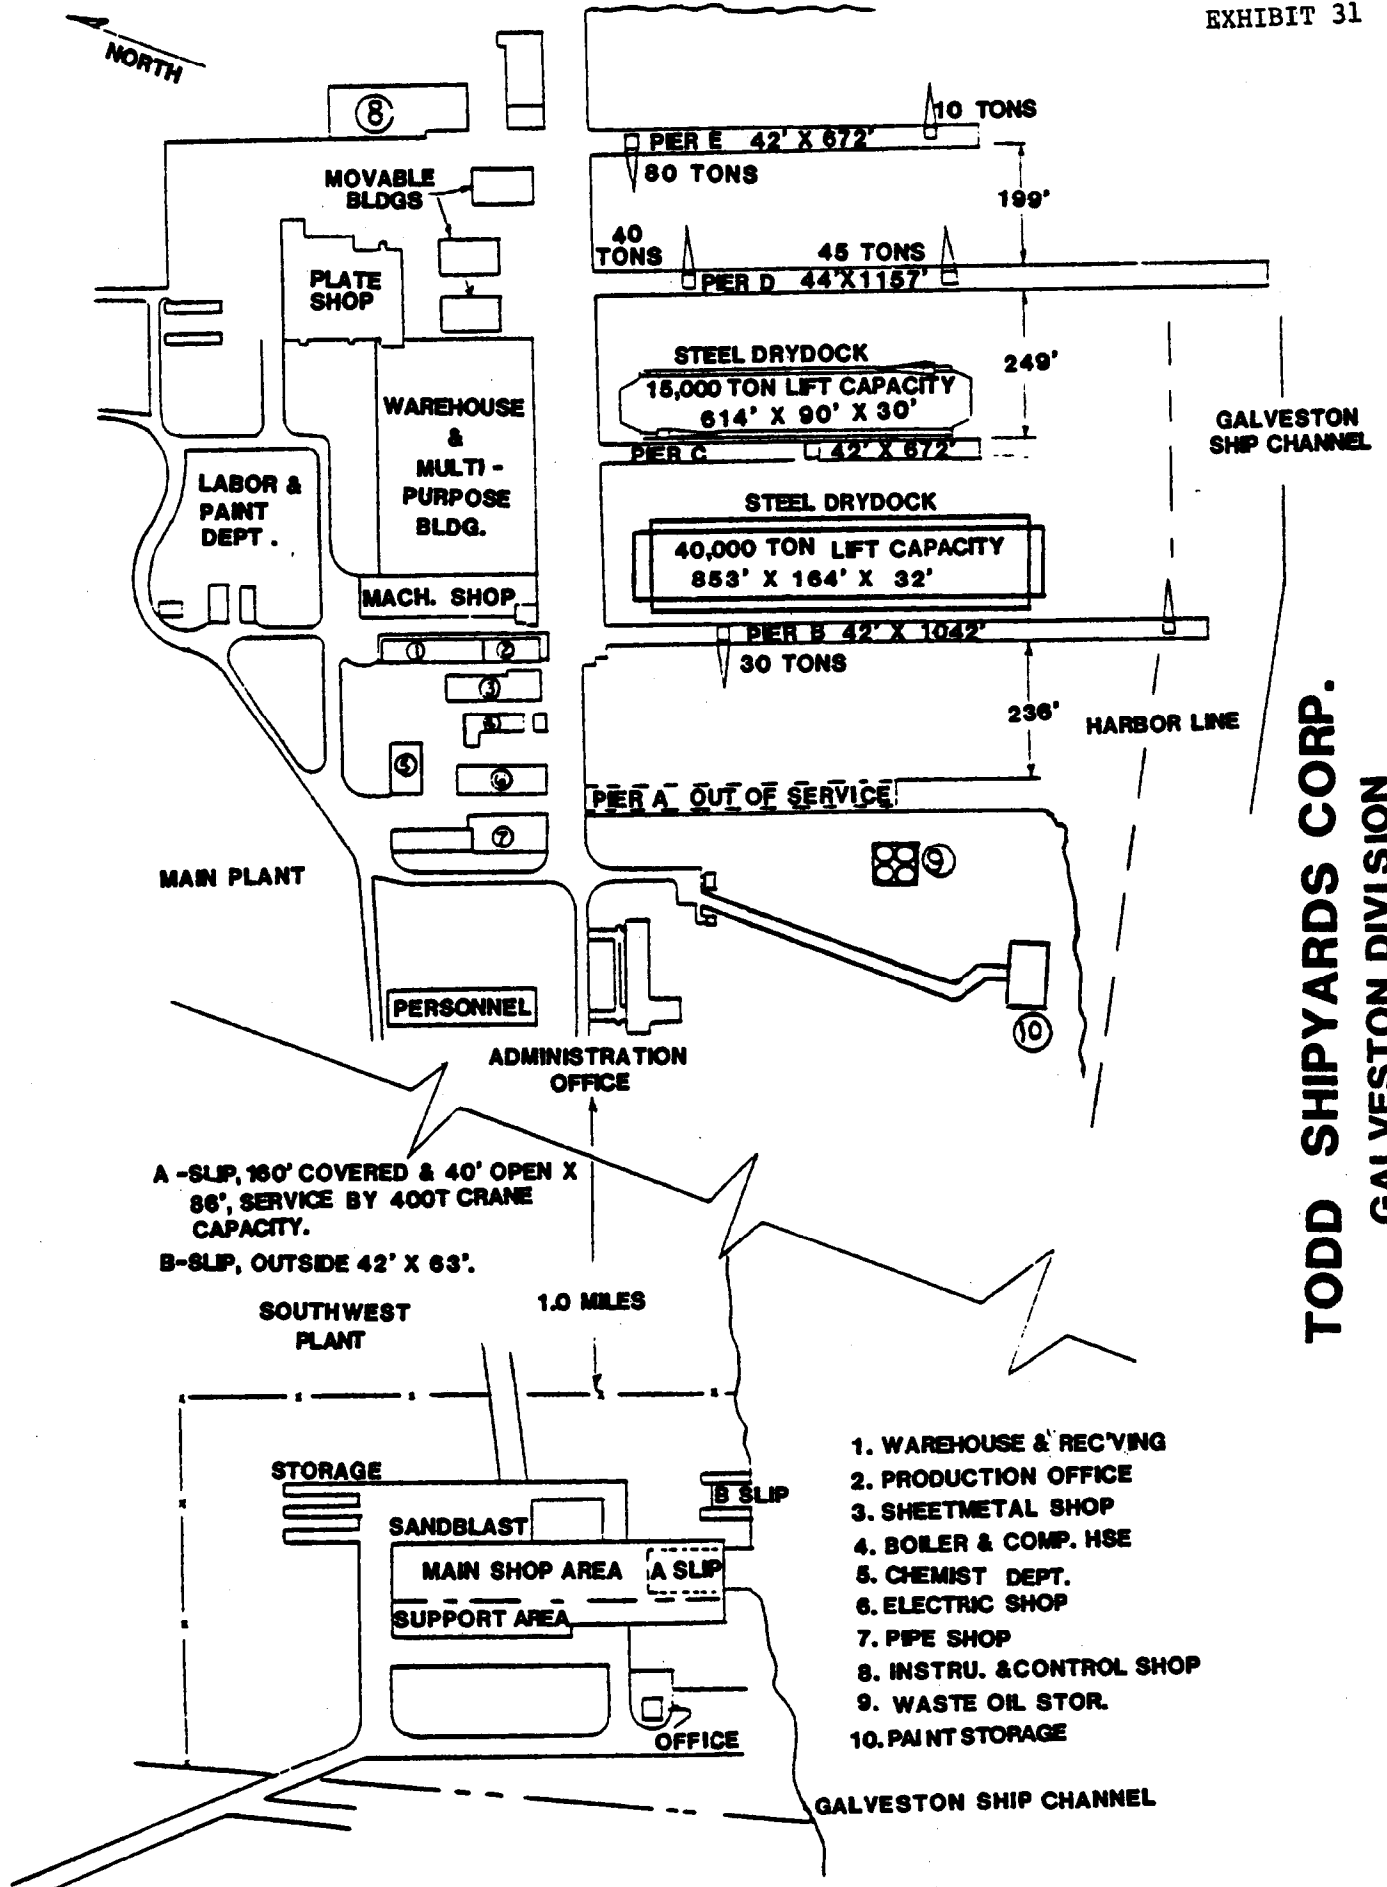 EXHIBIT 31
NORTH
8
10 TONS
PIER E 42' X 672'
80 TONS
MOVABLE
BLDGS
199'
40
TONS
45 TONS
PIER D 44'X1157'
PLATE
SHOP
STEEL DRYDOCK
15,000 TON LIFT CAPACITY
614' X 90' X 30'
249'
WAREHOUSE
&
MULTI-
PURPOSE
BLDG.
GALVESTON
SHIP CHANNEL
PIER C 42' X 672'
LABOR &
PAINT
DEPT.
STEEL DRYDOCK
40,000 TON LIFT CAPACITY
853' X 164' X 32'
MACH. SHOP
PIER B 42' X 1042'
30 TONS
1
2
3
4
5
6
7
236'
HARBOR LINE
PIER A OUT OF SERVICE
9
MAIN PLANT
PERSONNEL
10
ADMINISTRATION
OFFICE
TODD SHIPYARDS CORP.
GALVESTON DIVISION
A-SLIP, 160' COVERED & 40' OPEN X
86', SERVICE BY 400T CRANE
CAPACITY.
B-SLIP, OUTSIDE 42' X 63'.
SOUTHWEST
PLANT
1.0 MILES
STORAGE
B SLIP
SANDBLAST
MAIN SHOP AREA
A SLIP
SUPPORT AREA
OFFICE
1. WAREHOUSE & REC'VING
2. PRODUCTION OFFICE
3. SHEETMETAL SHOP
4. BOILER & COMP. HSE
5. CHEMIST DEPT.
6. ELECTRIC SHOP
7. PIPE SHOP
8. INSTRU. & CONTROL SHOP
9. WASTE OIL STOR.
10. PAINT STORAGE
GALVESTON SHIP CHANNEL